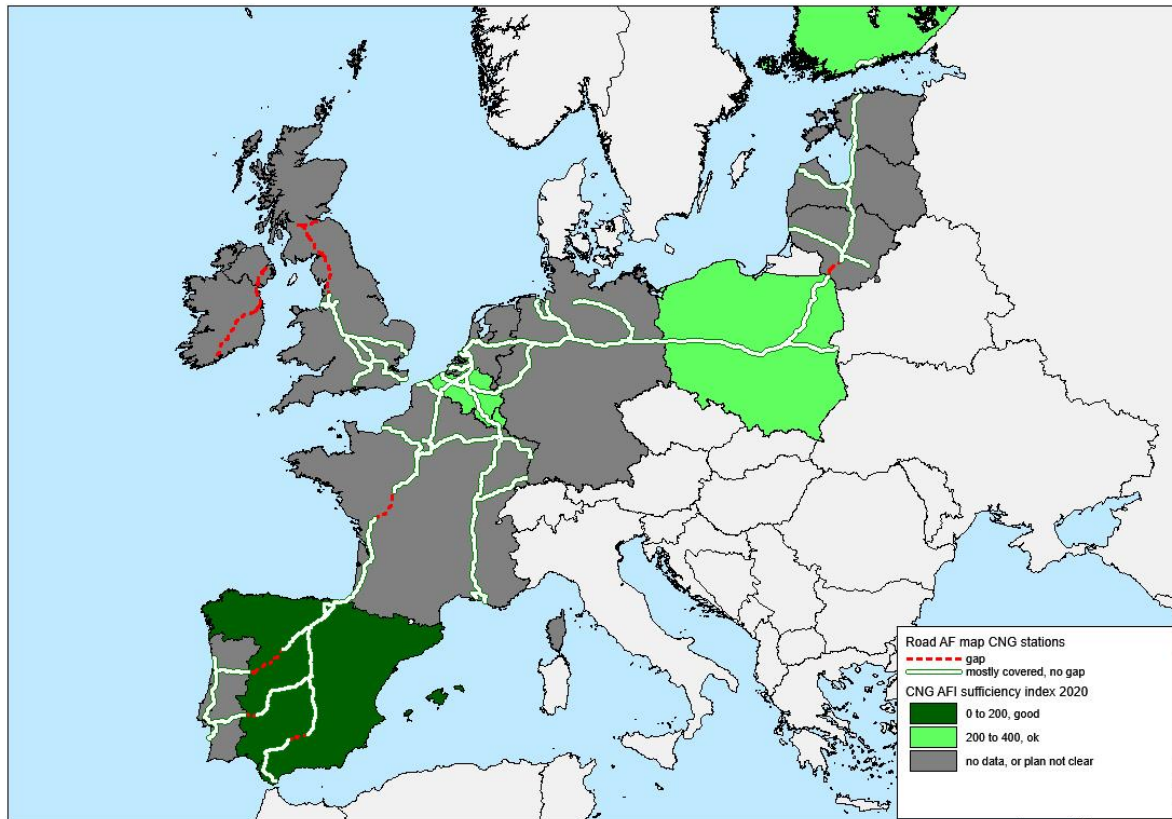 Road AF map CNG stations
gap
mostly covered, no gap
CNG AFI sufficiency index 2020
0 to 200, good
200 to 400, ok
no data, or plan not clear